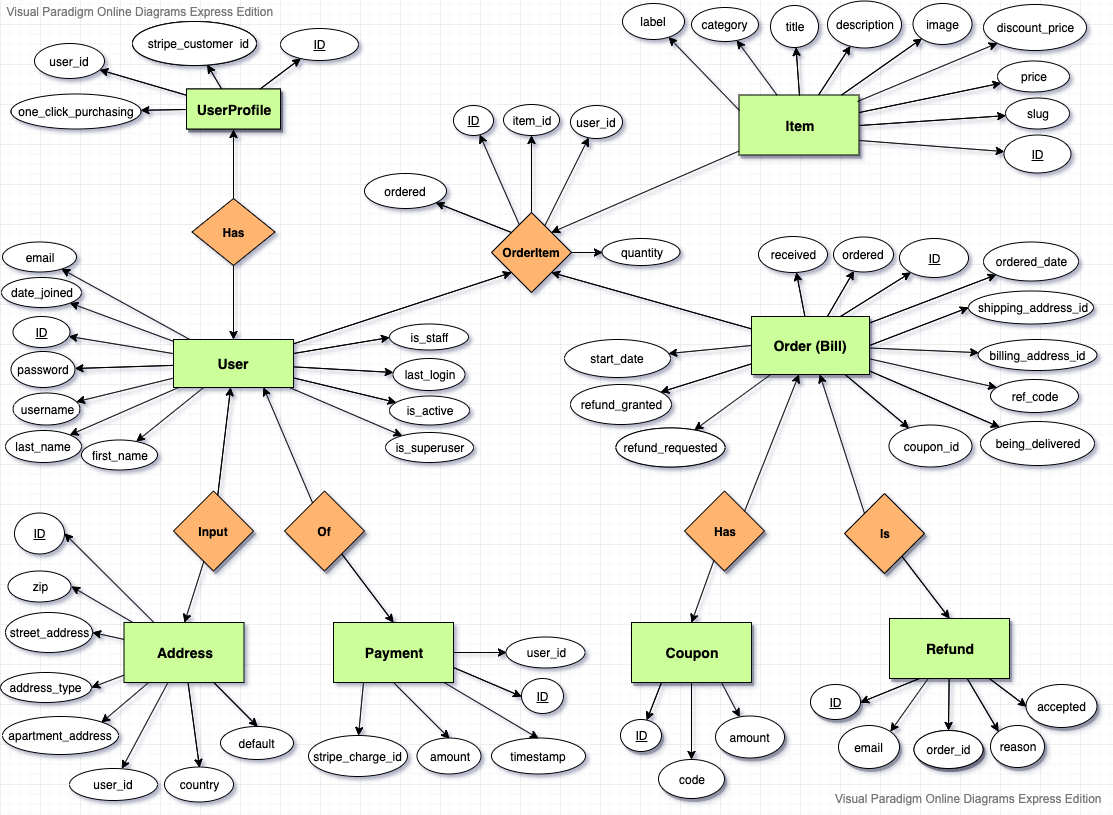 Visual Paradigm Online Diagrams Express Edition
label
category
title
description
image
discount_price
stripe_customer_id
ID
user_id
UserProfile
one_click_purchasing
price
slug
ID
Item
ID
item_id
user_id
ordered
Has
OrderItem
quantity
email
date_joined
ID
password
username
last_name
first_name
User
is_staff
last_login
is_active
is_superuser
received
ordered
ID
ordered_date
shipping_address_id
billing_address_id
ref_code
being_delivered
coupon_id
Order (Bill)
start_date
refund_granted
refund_requested
Input
Of
Has
Is
ID
zip
street_address
address_type
apartment_address
user_id
country
default
Address
Payment
user_id
ID
stripe_charge_id
amount
timestamp
Coupon
ID
code
amount
Refund
ID
email
order_id
reason
accepted
Visual Paradigm Online Diagrams Express Edition